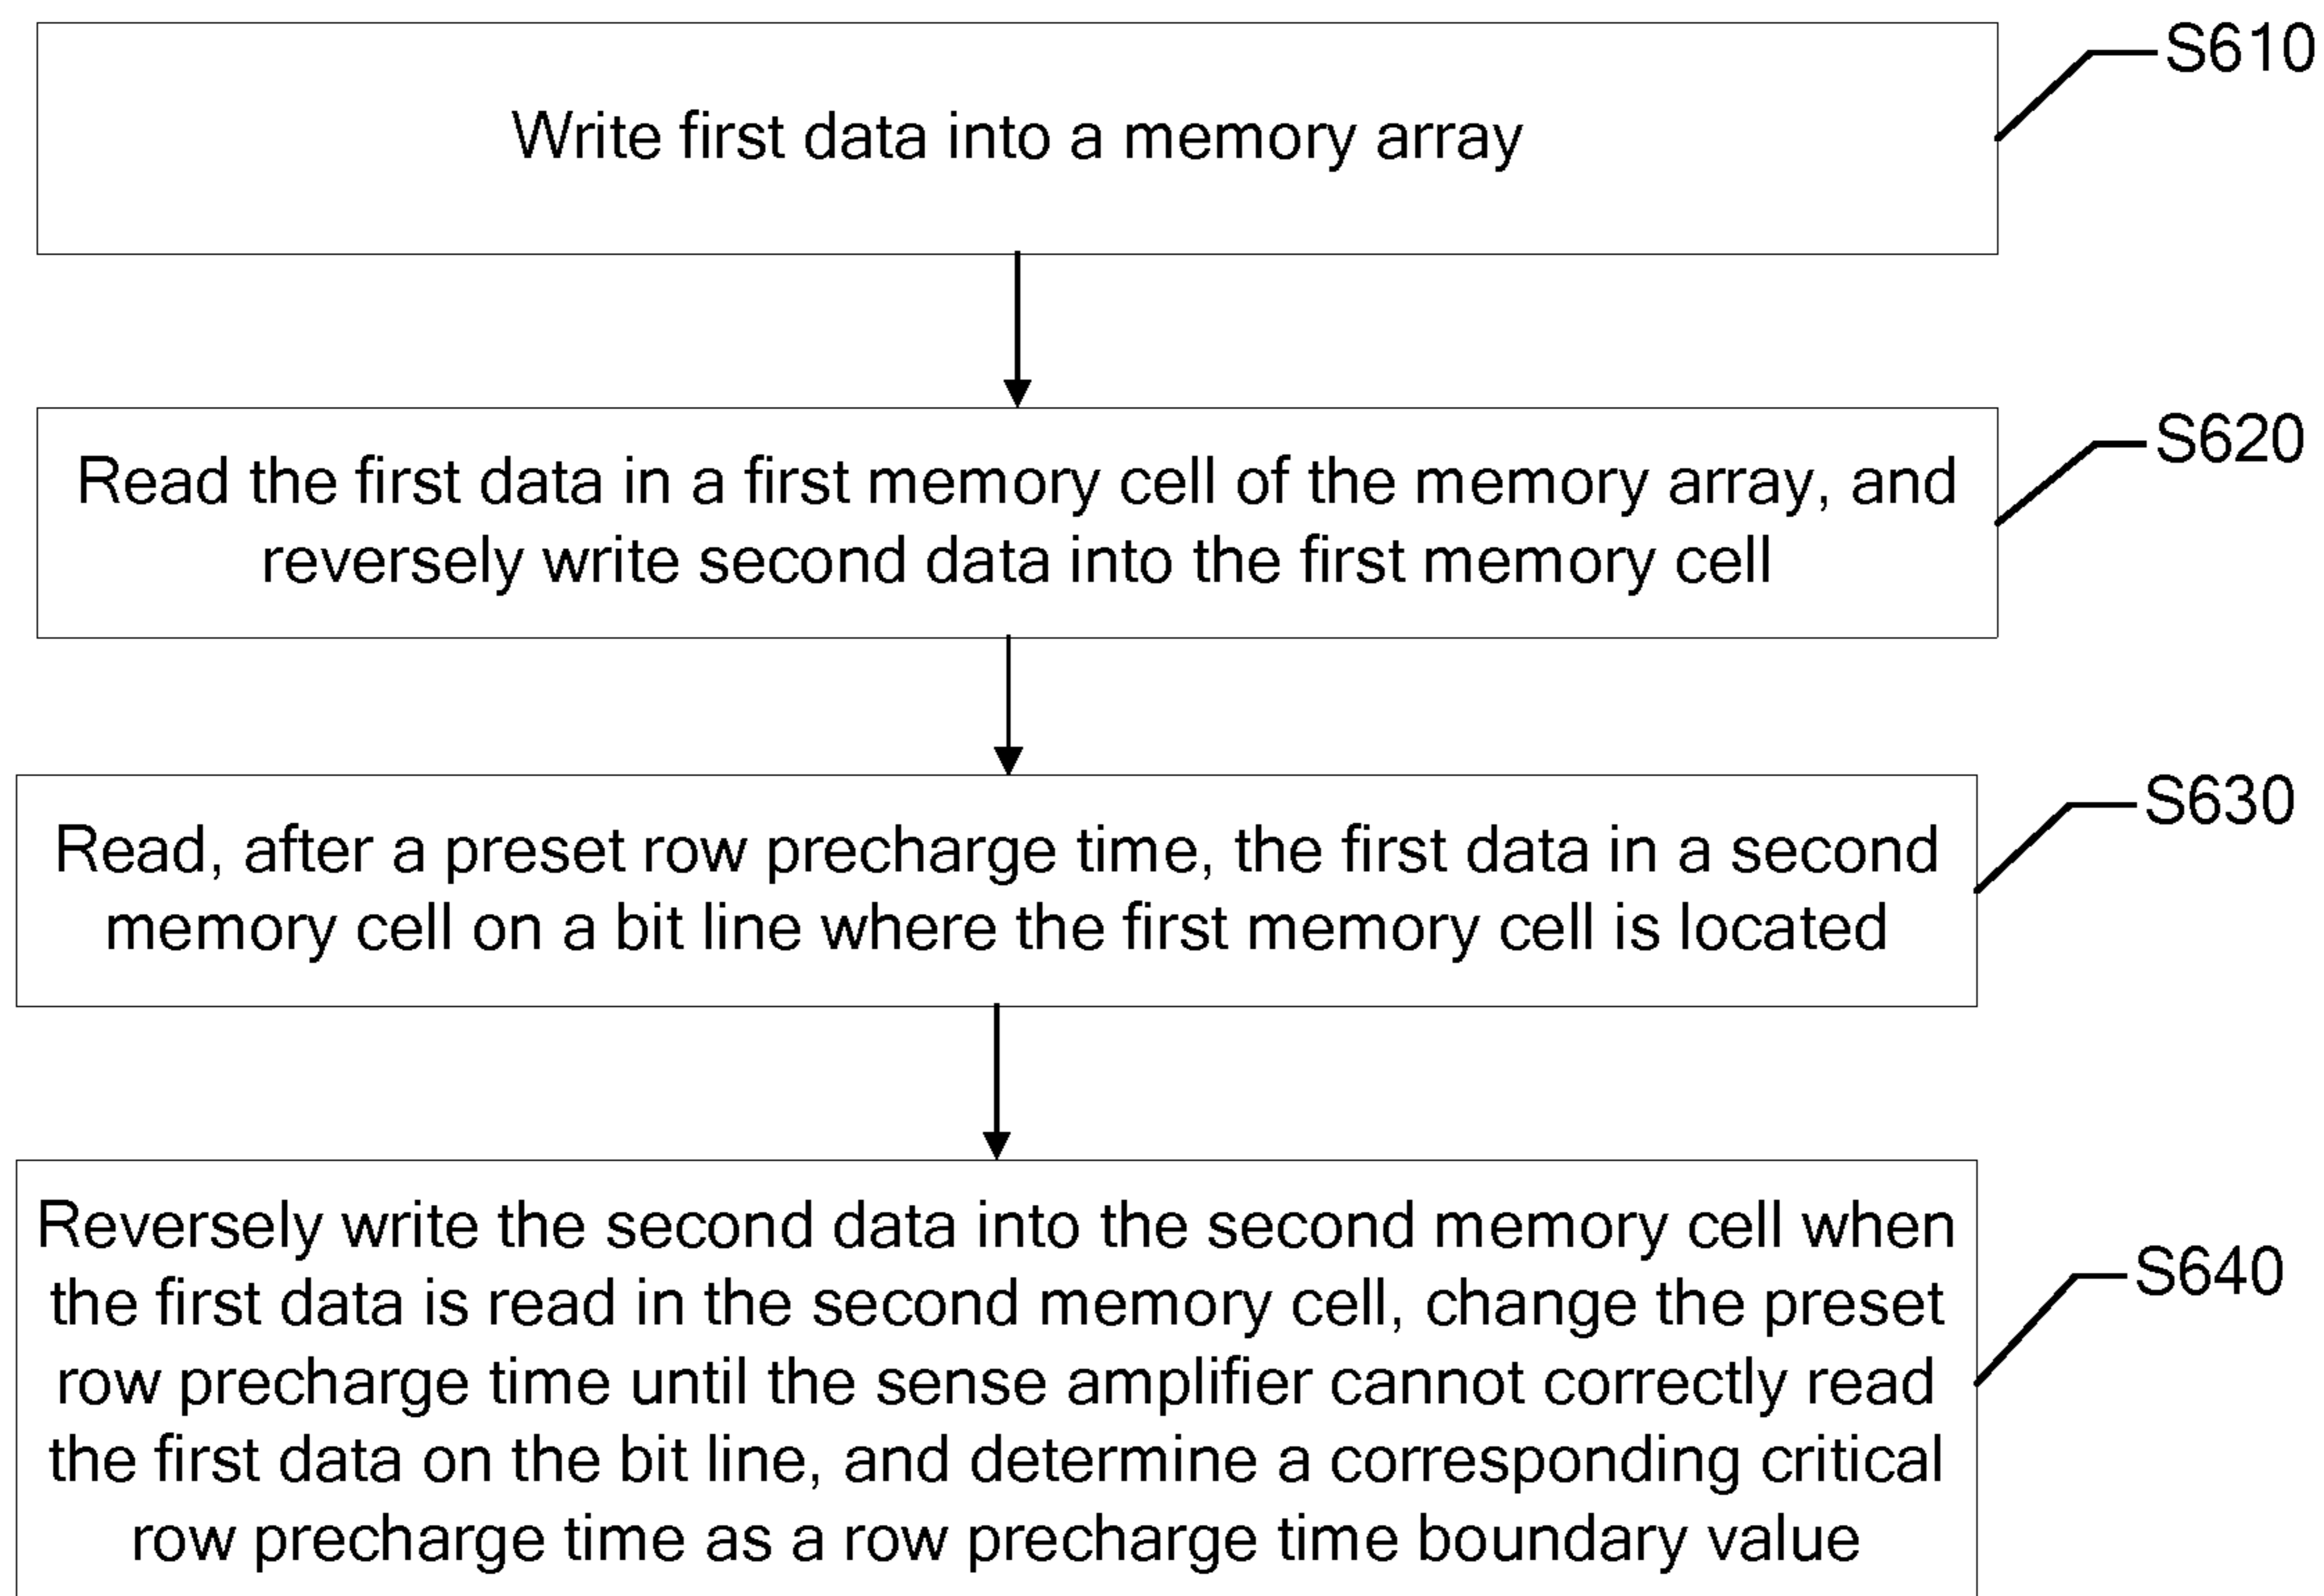 Write first data into a memory array
S610
Read the first data in a first memory cell of the memory array, and
reversely write second data into the first memory cell
S620
Read, after a preset row precharge time, the first data in a second
memory cell on a bit line where the first memory cell is located
S630
Reversely write the second data into the second memory cell when
the first data is read in the second memory cell, change the preset
row precharge time until the sense amplifier cannot correctly read
the first data on the bit line, and determine a corresponding critical
row precharge time as a row precharge time boundary value
S640